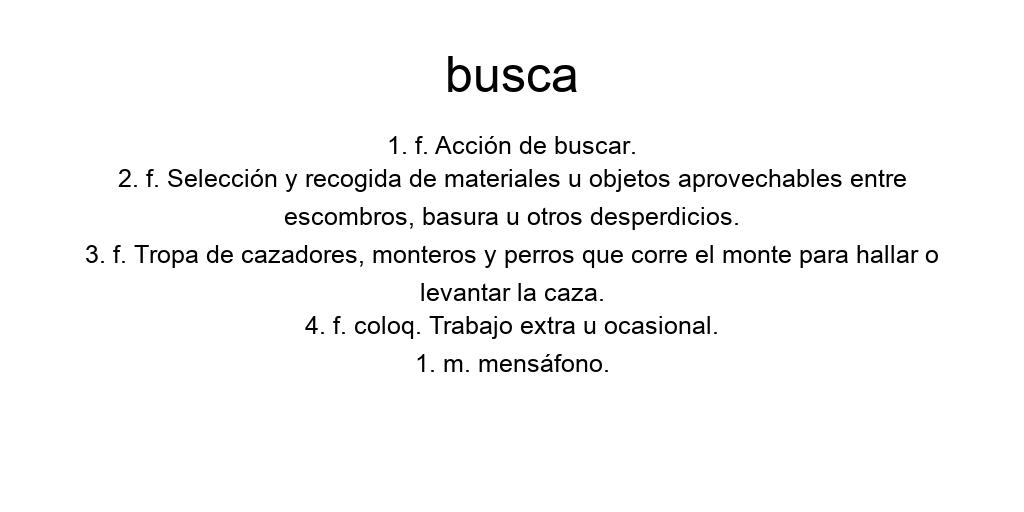 busca
1. f. Acción de buscar.
2. f. Selección y recogida de materiales u objetos aprovechables entre
escombros, basura u otros desperdicios.
3. f. Tropa de cazadores, monteros y perros que corre el monte para hallar o
levantar la caza.
4. f. coloq. Trabajo extra u ocasional.
1. m. mensáfono.